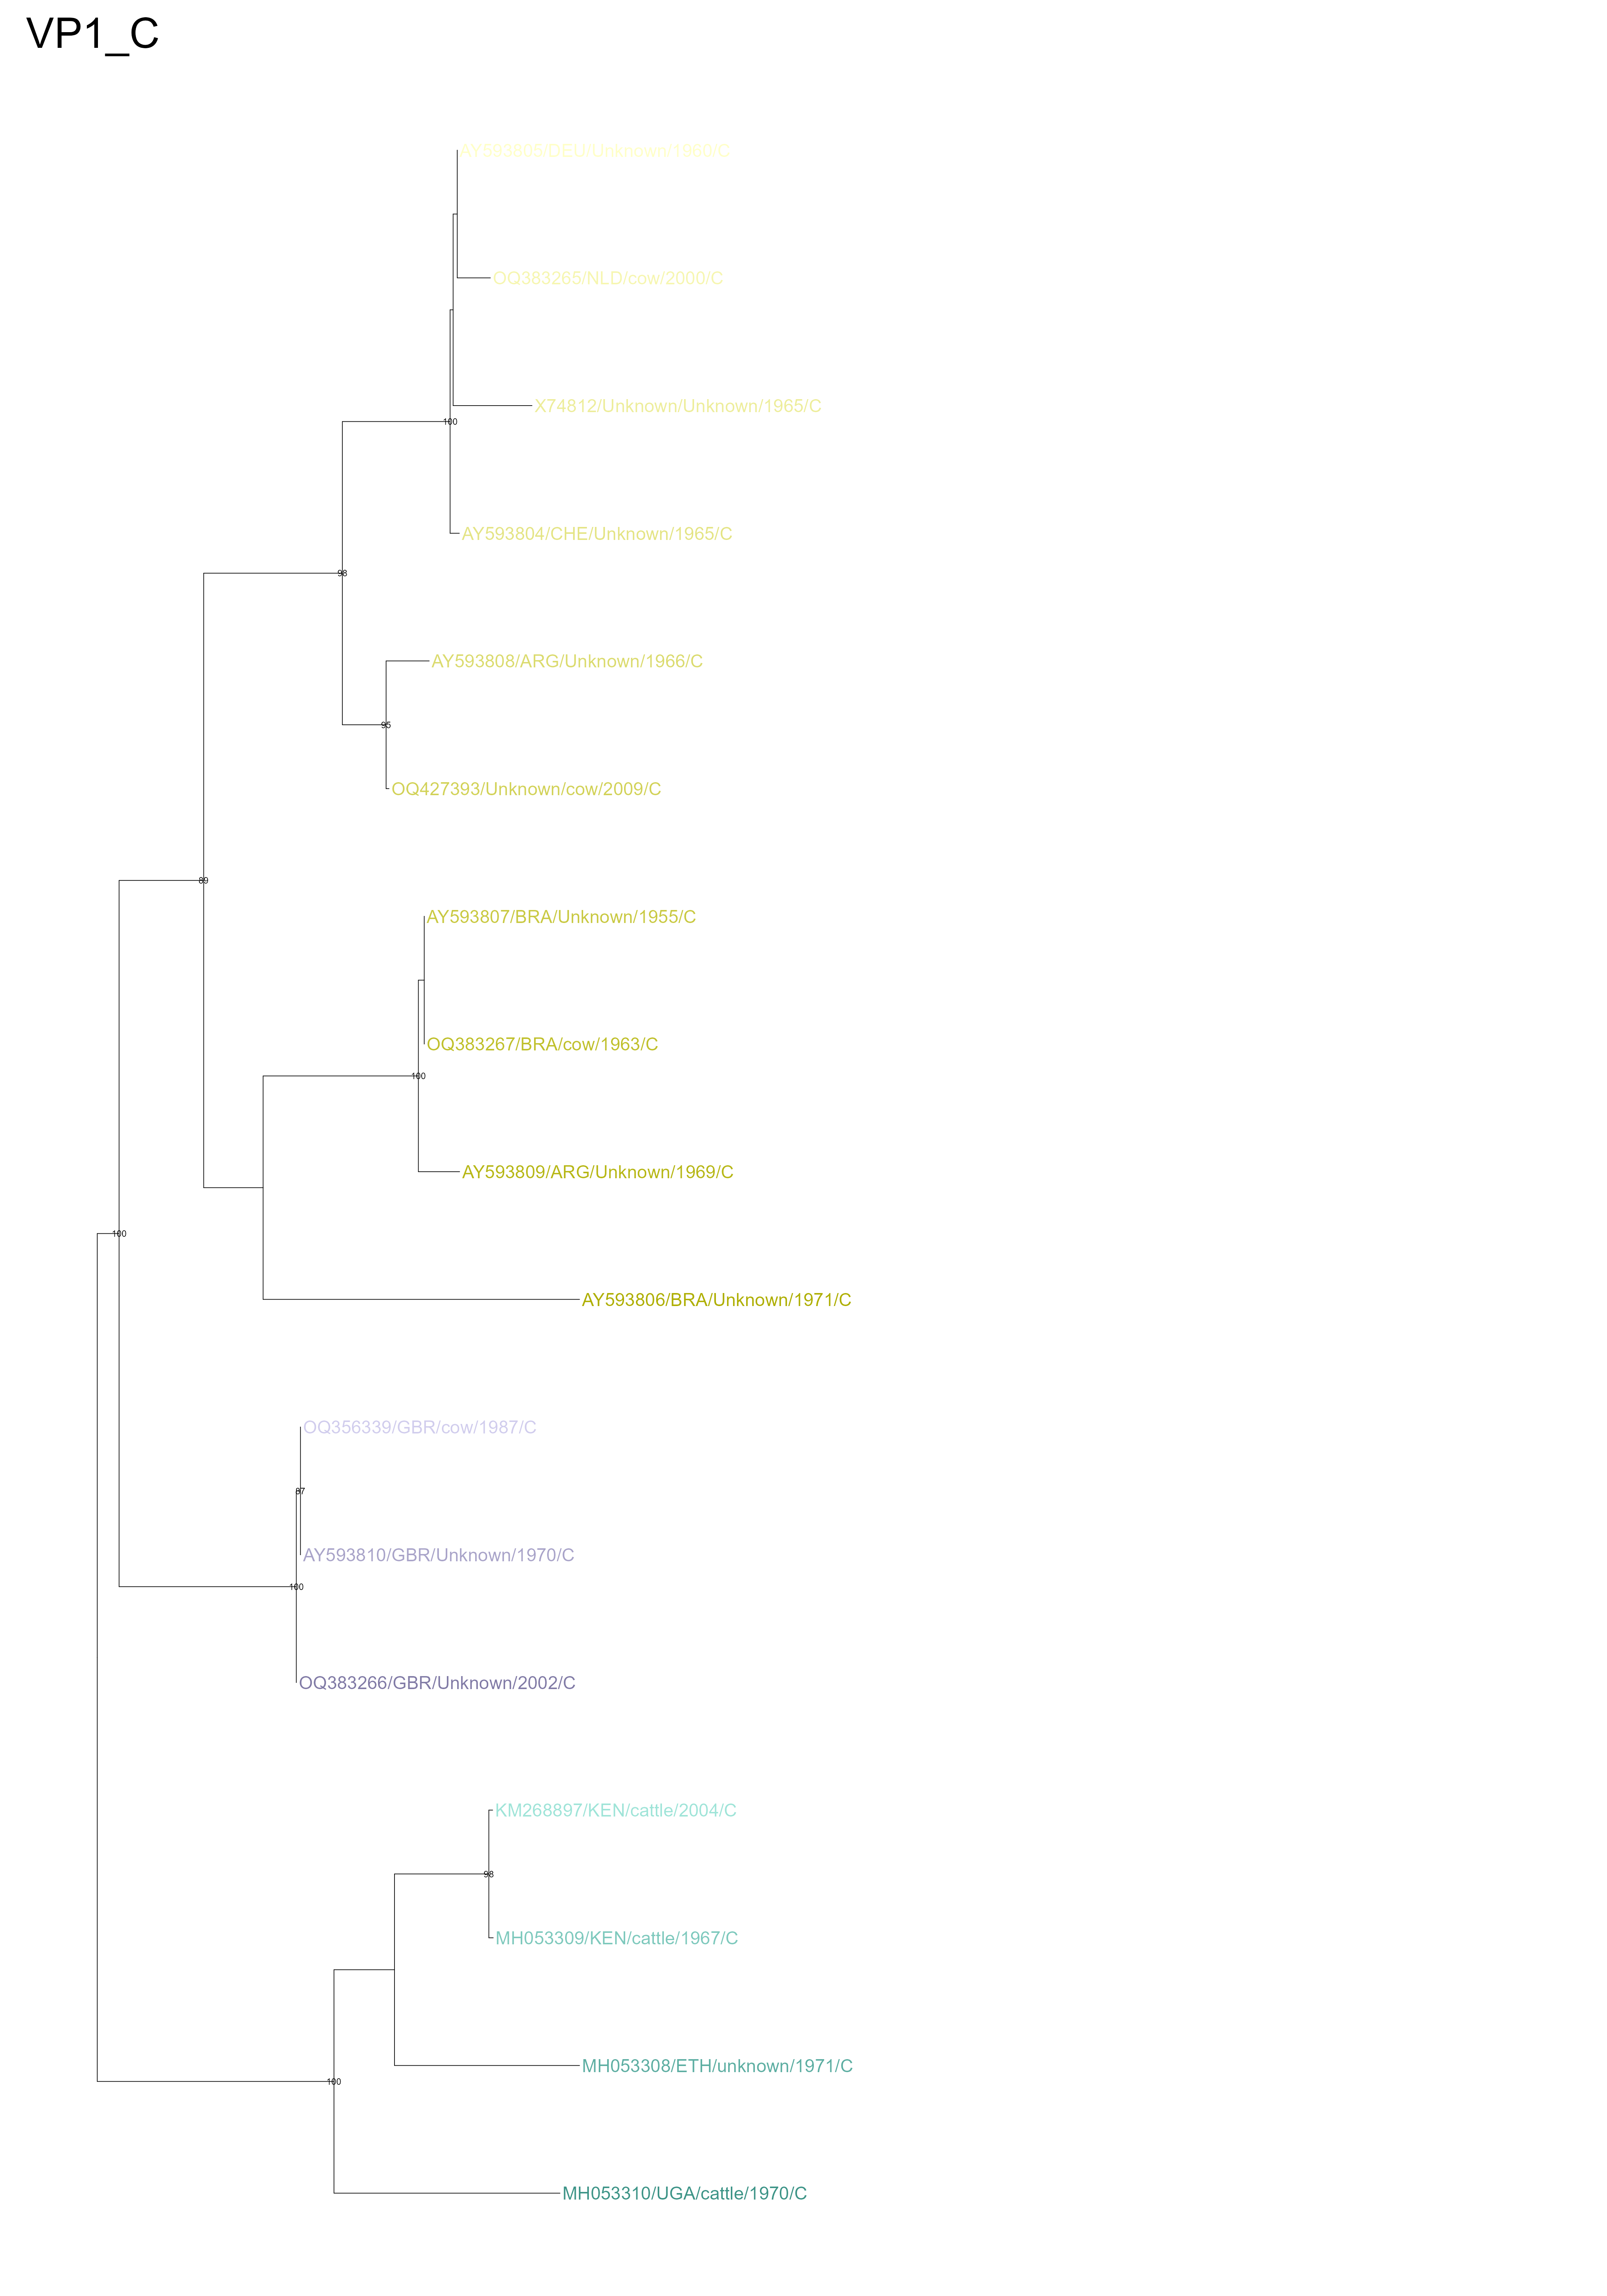 VP1_C
AY593805/DEU/Unknown/1960/C
OQ383265/NLD/cow/2000/C
X74812/Unknown/Unknown/1965/C
100
AY593804/CHE/Unknown/1965/C
98
AY593808/ARG/Unknown/1966/C
95
OQ427393/Unknown/cow/2009/C
89
AY593807/BRA/Unknown/1955/C
OQ383267/BRA/cow/1963/C
100
AY593809/ARG/Unknown/1969/C
100
AY593806/BRA/Unknown/1971/C
OQ356339/GBR/cow/1987/C
AY593810/GBR/Unknown/1970/C
100
OQ383266/GBR/Unknown/2002/C
KM268897/KEN/cattle/2004/C
98
MH053309/KEN/cattle/1967/C
MH053308/ETH/unknown/1971/C
100
MH053310/UGA/cattle/1970/C